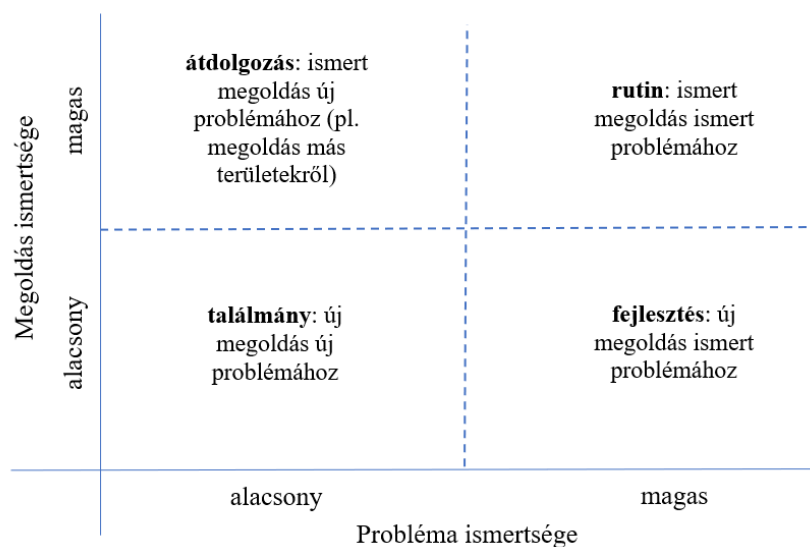 Megoldás ismertsége
magas
alacsony
átdolgozás: ismert
megoldás új
problémához (pl.
megoldás más
területekről)
rutin: ismert
megoldás ismert
problémához
találmány: új
megoldás új
problémához
fejlesztés: új
megoldás ismert
problémához
alacsony
magas
Probléma ismertsége